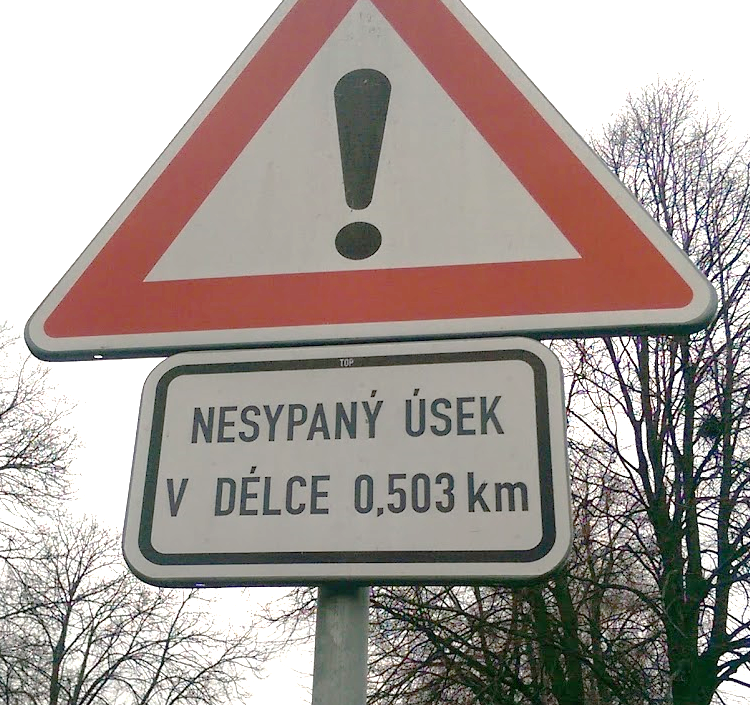 !
TOP
NESYPANÝ ÚSEK
V DÉLCE 0,503 km